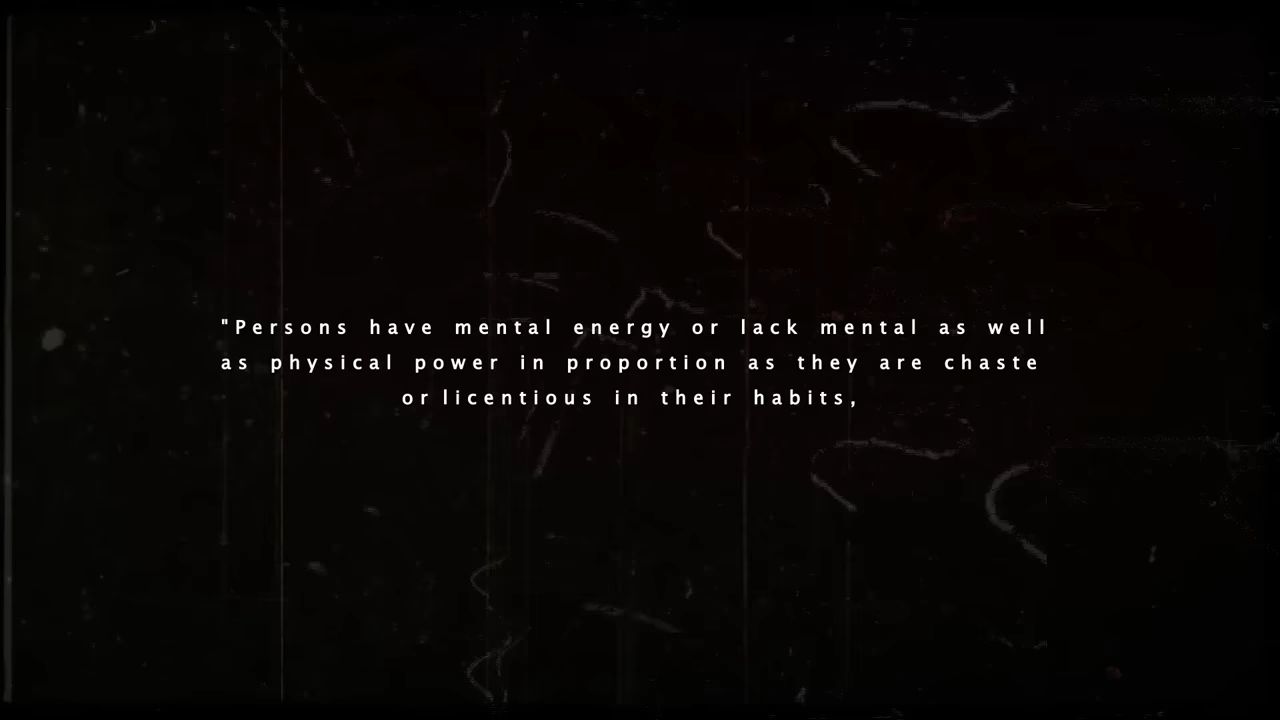 "Persons have mental energy or lack mental as well
as physical power in proportion as they are chaste
or licentious in their habits,